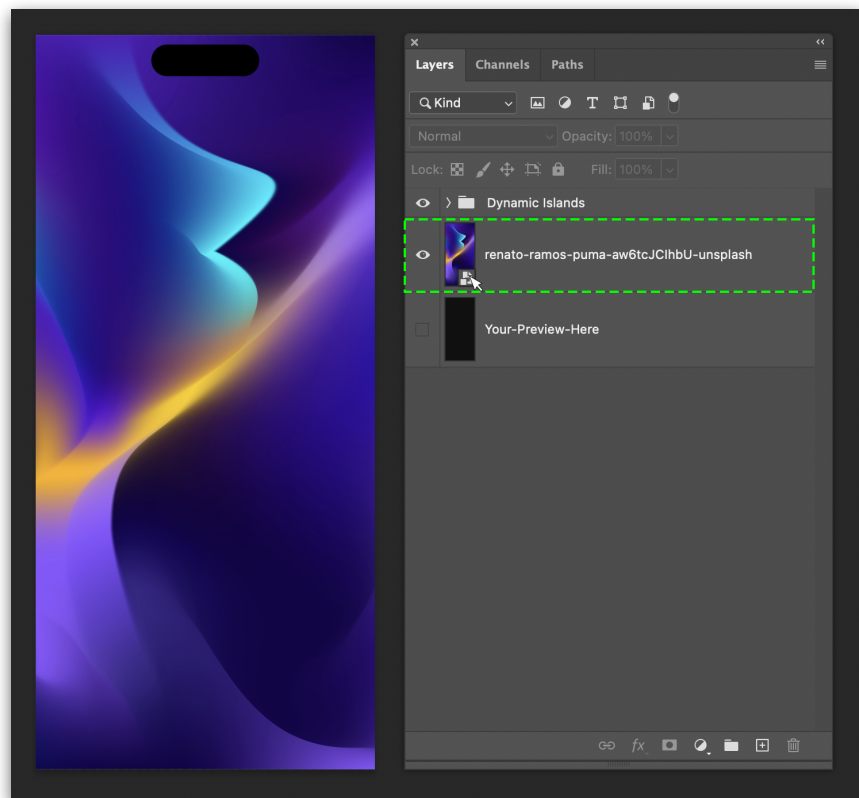 Layers Channels Paths
Kind
Normal Opacity: 100%
Lock: Fill: 100%
Dynamic Islands
renato-ramos-puma-aw6tcJCIhbU-unsplash
Your-Preview-Here
fx